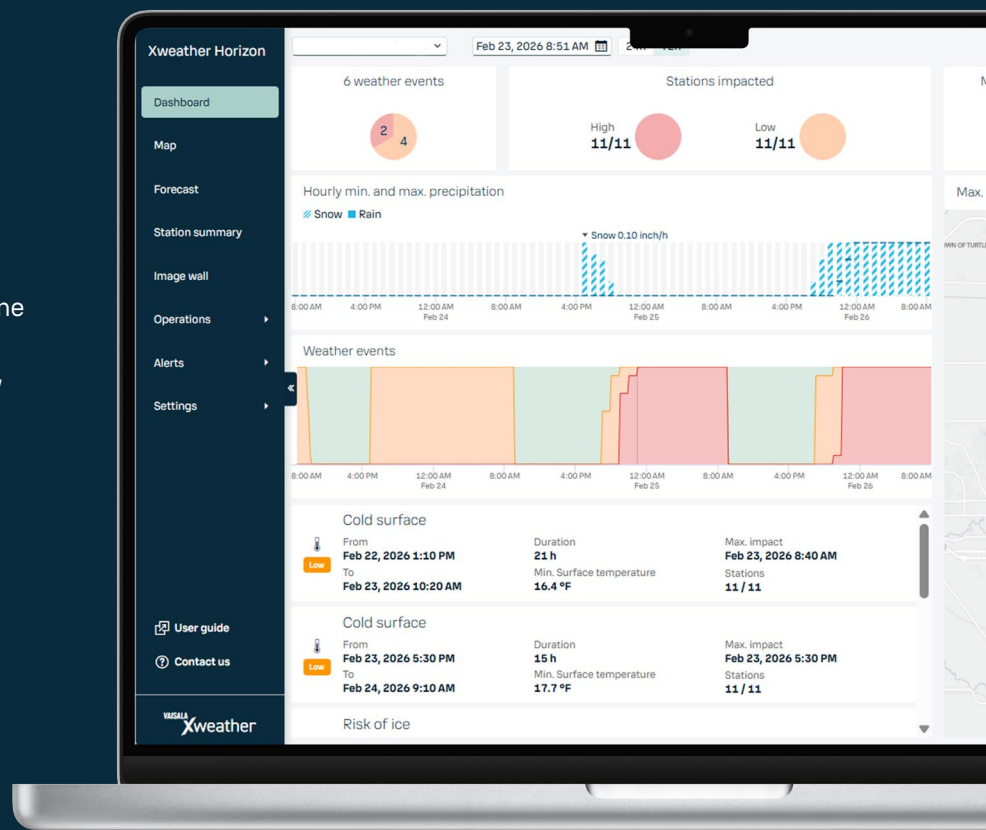 Xweather Horizon
Feb 23, 2026 8:51 AM
Dashboard
Map
Forecast
Station summary
Image wall
Operations
Alerts
Settings
User guide
Contact us
VAISALA
Xweather
6 weather events
2
4
Stations impacted
High
11/11
Low
11/11
Hourly min. and max. precipitation
Snow Rain
Snow 0.10 inch/h
8:00 AM 4:00 PM 12:00 AM 8:00 AM 4:00 PM 12:00 AM 8:00 AM 4:00 PM 12:00 AM 8:00 AM
Feb 24 Feb 25 Feb 26
Weather events
8:00 AM 4:00 PM 12:00 AM 8:00 AM 4:00 PM 12:00 AM 8:00 AM 4:00 PM 12:00 AM 8:00 AM
Feb 24 Feb 25 Feb 26
Cold surface
Low
From
Feb 22, 2026 1:10 PM
To
Feb 23, 2026 10:20 AM
Duration
21 h
Min. Surface temperature
16.4 °F
Max. impact
Feb 23, 2026 8:40 AM
Stations
11 / 11
Cold surface
Low
From
Feb 23, 2026 5:30 PM
To
Feb 24, 2026 9:10 AM
Duration
15 h
Min. Surface temperature
17.7 °F
Max. impact
Feb 23, 2026 5:30 PM
Stations
11 / 11
Risk of ice
Max.